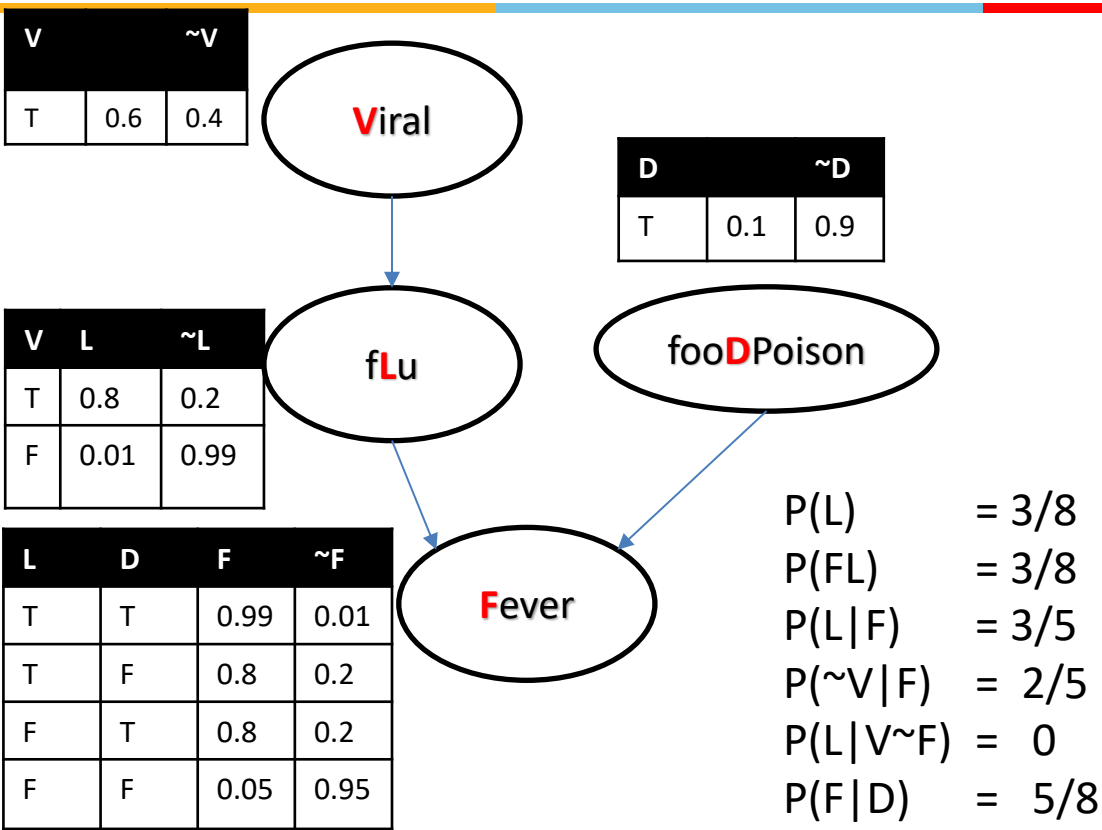 V ~V
T 0.6 0.4
Viral
D ~D
T 0.1 0.9
V L ~L
T 0.8 0.2
F 0.01 0.99
fLu
fooDPoison
L D F ~F
T T 0.99 0.01
T F 0.8 0.2
F T 0.8 0.2
F F 0.05 0.95
Fever
P(L) = 3/8
P(FL) = 3/8
P(L|F) = 3/5
P(~V|F) = 2/5
P(L|V~F) = 0
P(F|D) = 5/8